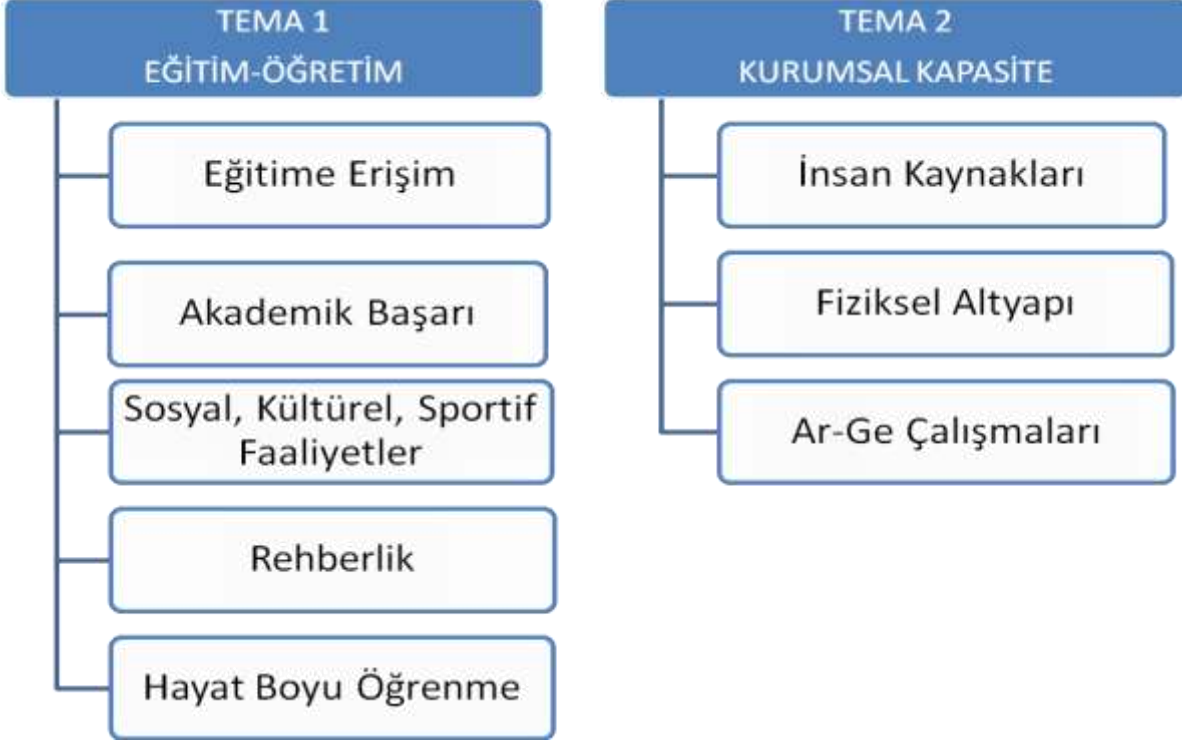 TEMA 1
EĞİTİM-ÖĞRETİM
Eğitime Erişim
Akademik Başarı
Sosyal, Kültürel, Sportif
Faaliyetler
Rehberlik
Hayat Boyu Öğrenme
TEMA 2
KURUMSAL KAPASİTE
İnsan Kaynakları
Fiziksel Altyapı
Ar-Ge Çalışmaları